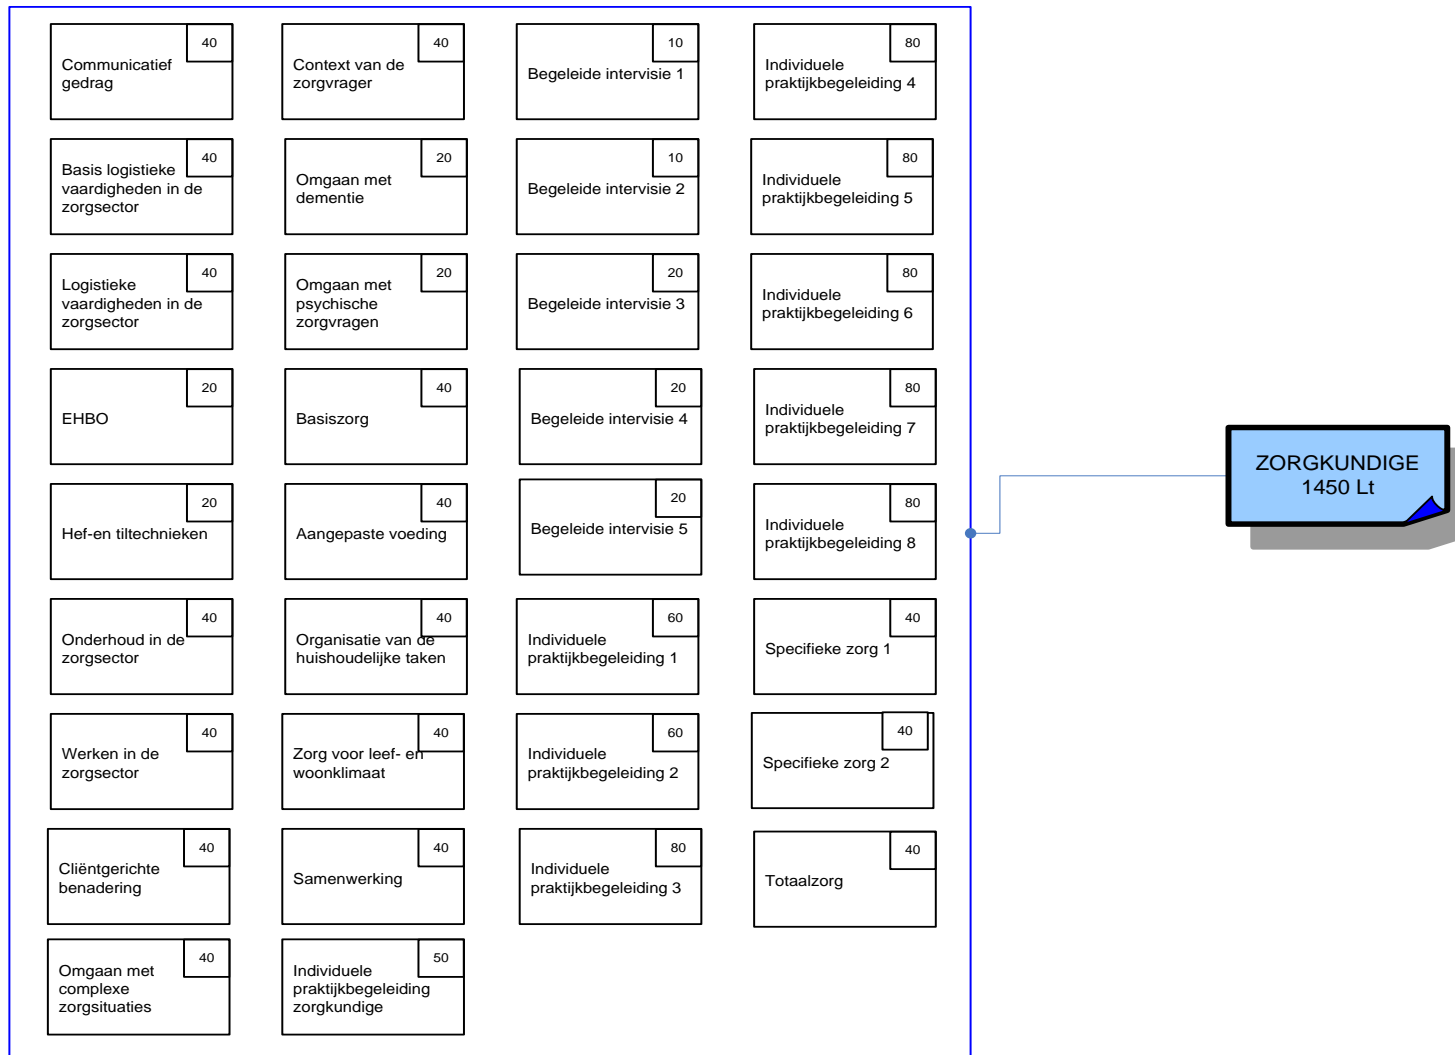 40
Communicatief
gedrag
40
Context van de
zorgvrager
10
Begeleide intervisie 1
80
Individuele
praktijkbegeleiding 4
40
Basis logistieke
vaardigheden in de
zorgsector
20
Omgaan met
dementie
10
Begeleide intervisie 2
80
Individuele
praktijkbegeleiding 5
40
Logistieke
vaardigheden in de
zorgsector
20
Omgaan met
psychische
zorgvragen
20
Begeleide intervisie 3
80
Individuele
praktijkbegeleiding 6
20
EHBO
40
Basiszorg
20
Begeleide intervisie 4
80
Individuele
praktijkbegeleiding 7
20
Hef-en tiltechnieken
40
Aangepaste voeding
20
Begeleide intervisie 5
80
Individuele
praktijkbegeleiding 8
40
Onderhoud in de
zorgsector
40
Organisatie van de
huishoudelijke taken
60
Individuele
praktijkbegeleiding 1
40
Specifieke zorg 1
40
Werken in de
zorgsector
40
Zorg voor leef- en
woonklimaat
60
Individuele
praktijkbegeleiding 2
40
Specifieke zorg 2
40
Cliëntgerichte
benadering
40
Samenwerking
80
Individuele
praktijkbegeleiding 3
40
Totaalzorg
40
Omgaan met
complexe
zorgsituaties
50
Individuele
praktijkbegeleiding
zorgkundige
ZORGKUNDIGE
1450 Lt